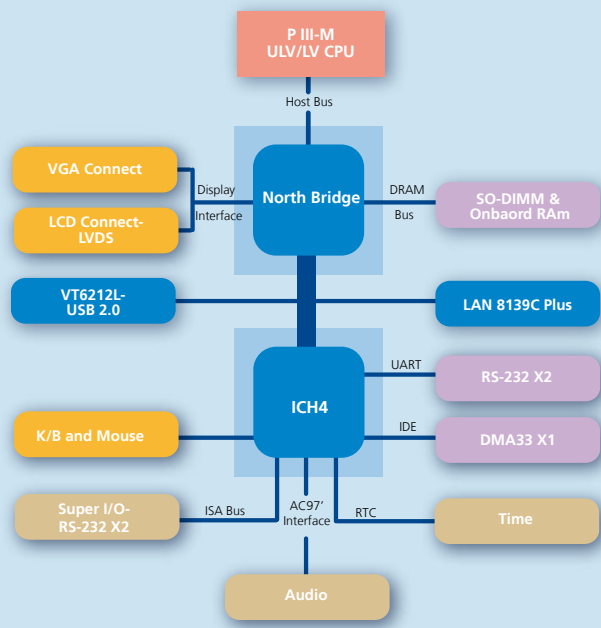 P III-M
ULV/LV CPU
Host Bus
VGA Connect
LCD Connect-
LVDS
Display
Interface
North Bridge
DRAM
Bus
SO-DIMM &
Onbaord RAm
VT6212L-
USB 2.0
LAN 8139C Plus
ICH4
UART
RS-232 X2
K/B and Mouse
IDE
DMA33 X1
Super I/O-
RS-232 X2
ISA Bus
AC97'
Interface
RTC
Time
Audio